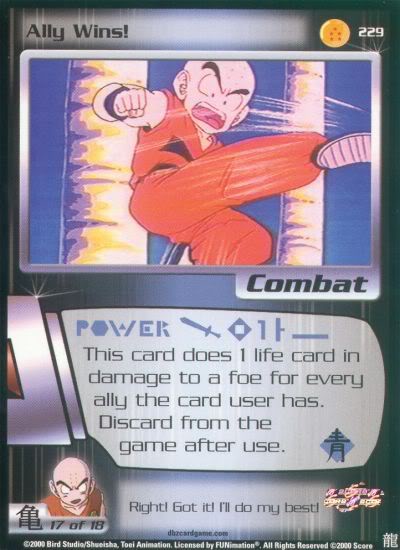 Ally Wins!
229
Combat
POWER
This card does 1 life card in
damage to a foe for every
ally the card user has.
Discard from the
game after use.
青
亀
17 of 18
Right! Got it! I'll do my best!
dbzcardgame.com
©2000 Bird Studio/Shueisha, Toei Animation. Licensed by FUNimation®. All Rights Reserved ©2000 Score
龍